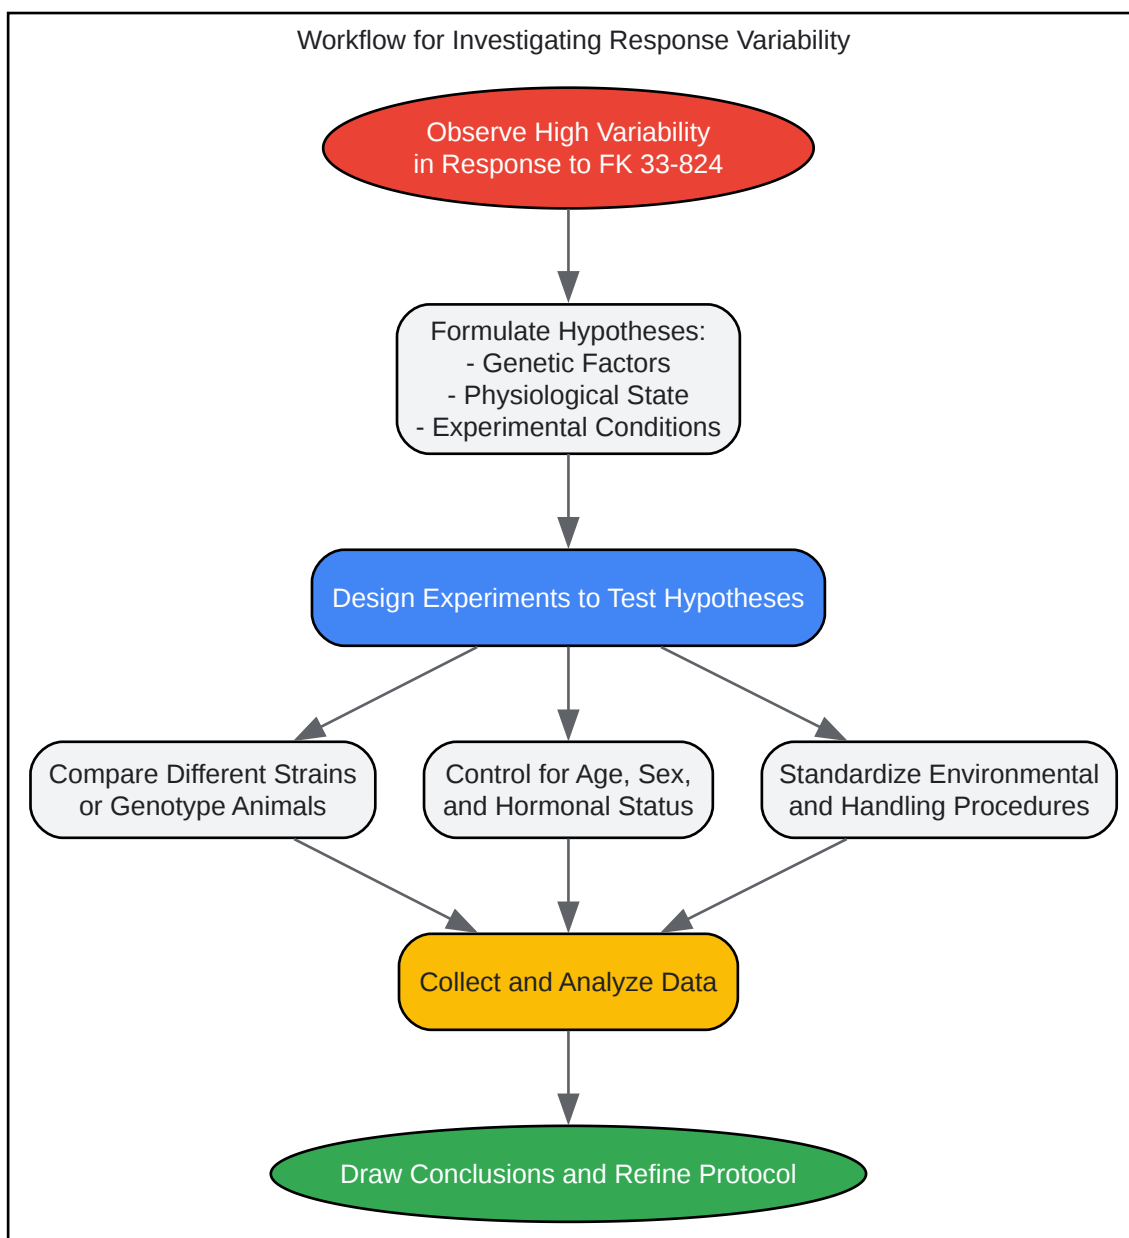 Workflow for Investigating Response Variability
Observe High Variability
in Response to FK 33-824
Formulate Hypotheses:
- Genetic Factors
- Physiological State
- Experimental Conditions
Design Experiments to Test Hypotheses
Compare Different Strains
or Genotype Animals
Control for Age, Sex,
and Hormonal Status
Standardize Environmental
and Handling Procedures
Collect and Analyze Data
Draw Conclusions and Refine Protocol